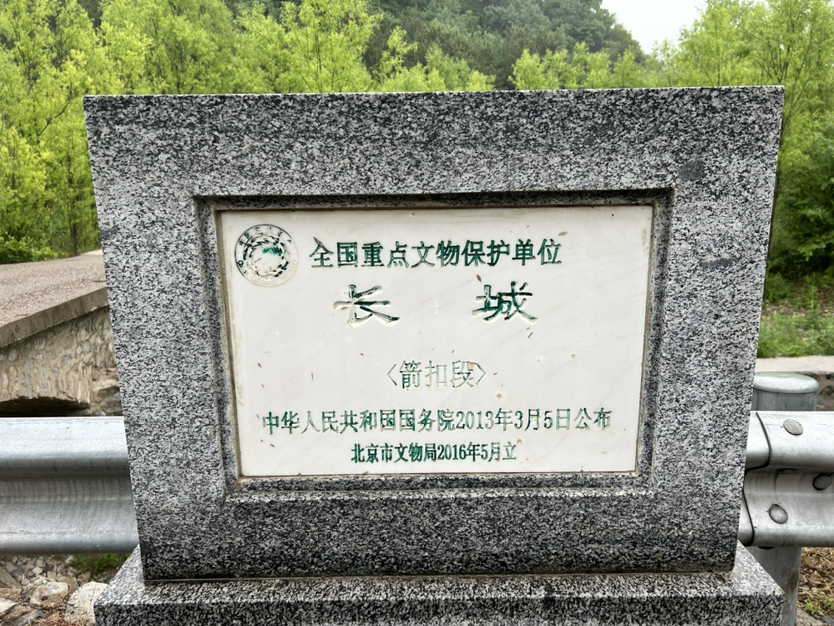 全国重点文物保护单位
长 城
〈箭扣段〉
中华人民共和国国务院2013年3月5日公布
北京市文物局2016年5月立